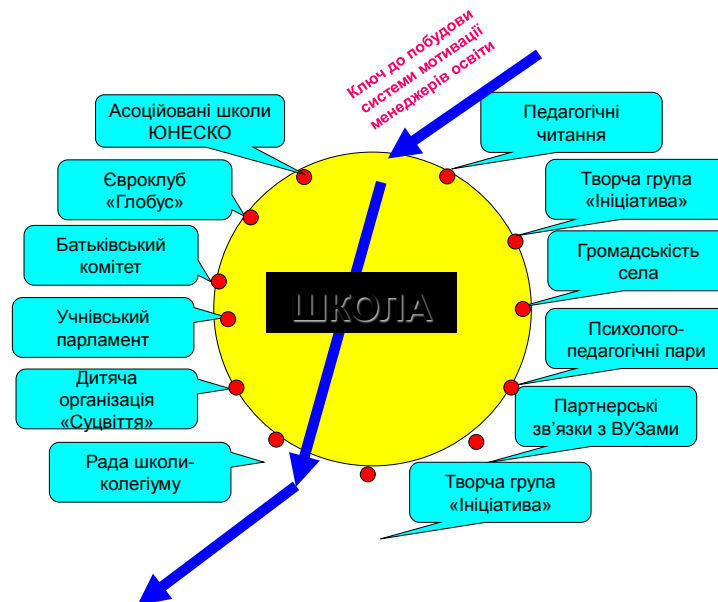 Ключ до побудови
системи мотивації
менеджерів освіти
Асоційовані школи
ЮНЕСКО
Педагогічні
читання
Євроклуб
«Глобус»
Творча група
«Ініціатива»
Батьківський
комітет
Громадськість
села
ШКОЛА
Учнівський
парламент
Психолого-
педагогічні пари
Дитяча
організація
«Суцвіття»
Партнерські
зв’язки з ВУЗами
Рада школи-
колегіуму
Творча група
«Ініціатива»